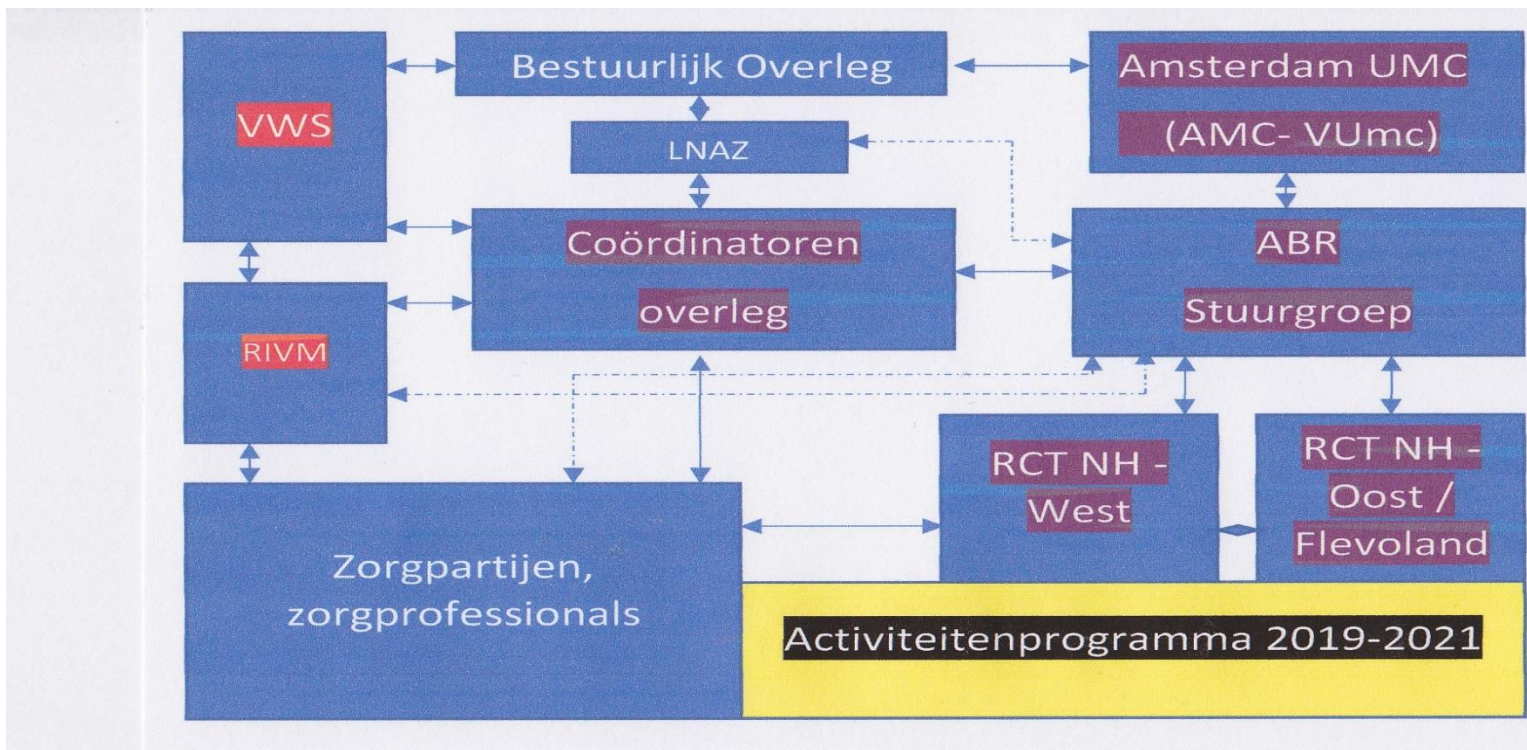 VWS
Bestuurlijk Overleg
Amsterdam UMC
(AMC- VUmc)
LNAZ
Coördinatoren
overleg
ABR
Stuurgroep
RIVM
RCT NH -
West
RCT NH -
Oost /
Flevoland
Zorgpartijen,
zorgprofessionals
Activiteitenprogramma 2019-2021